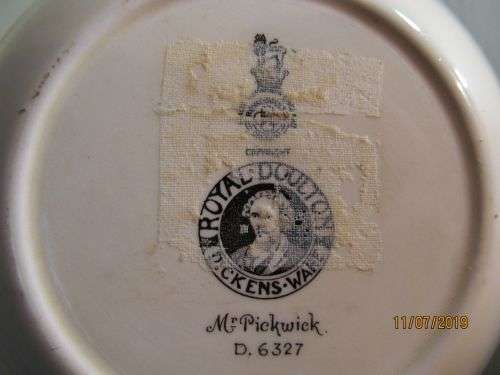 COPYRIGHT
ROYAL DOULTON
DICKENS·WARE
Mr Pickwick.
D. 6327
11/07/2019